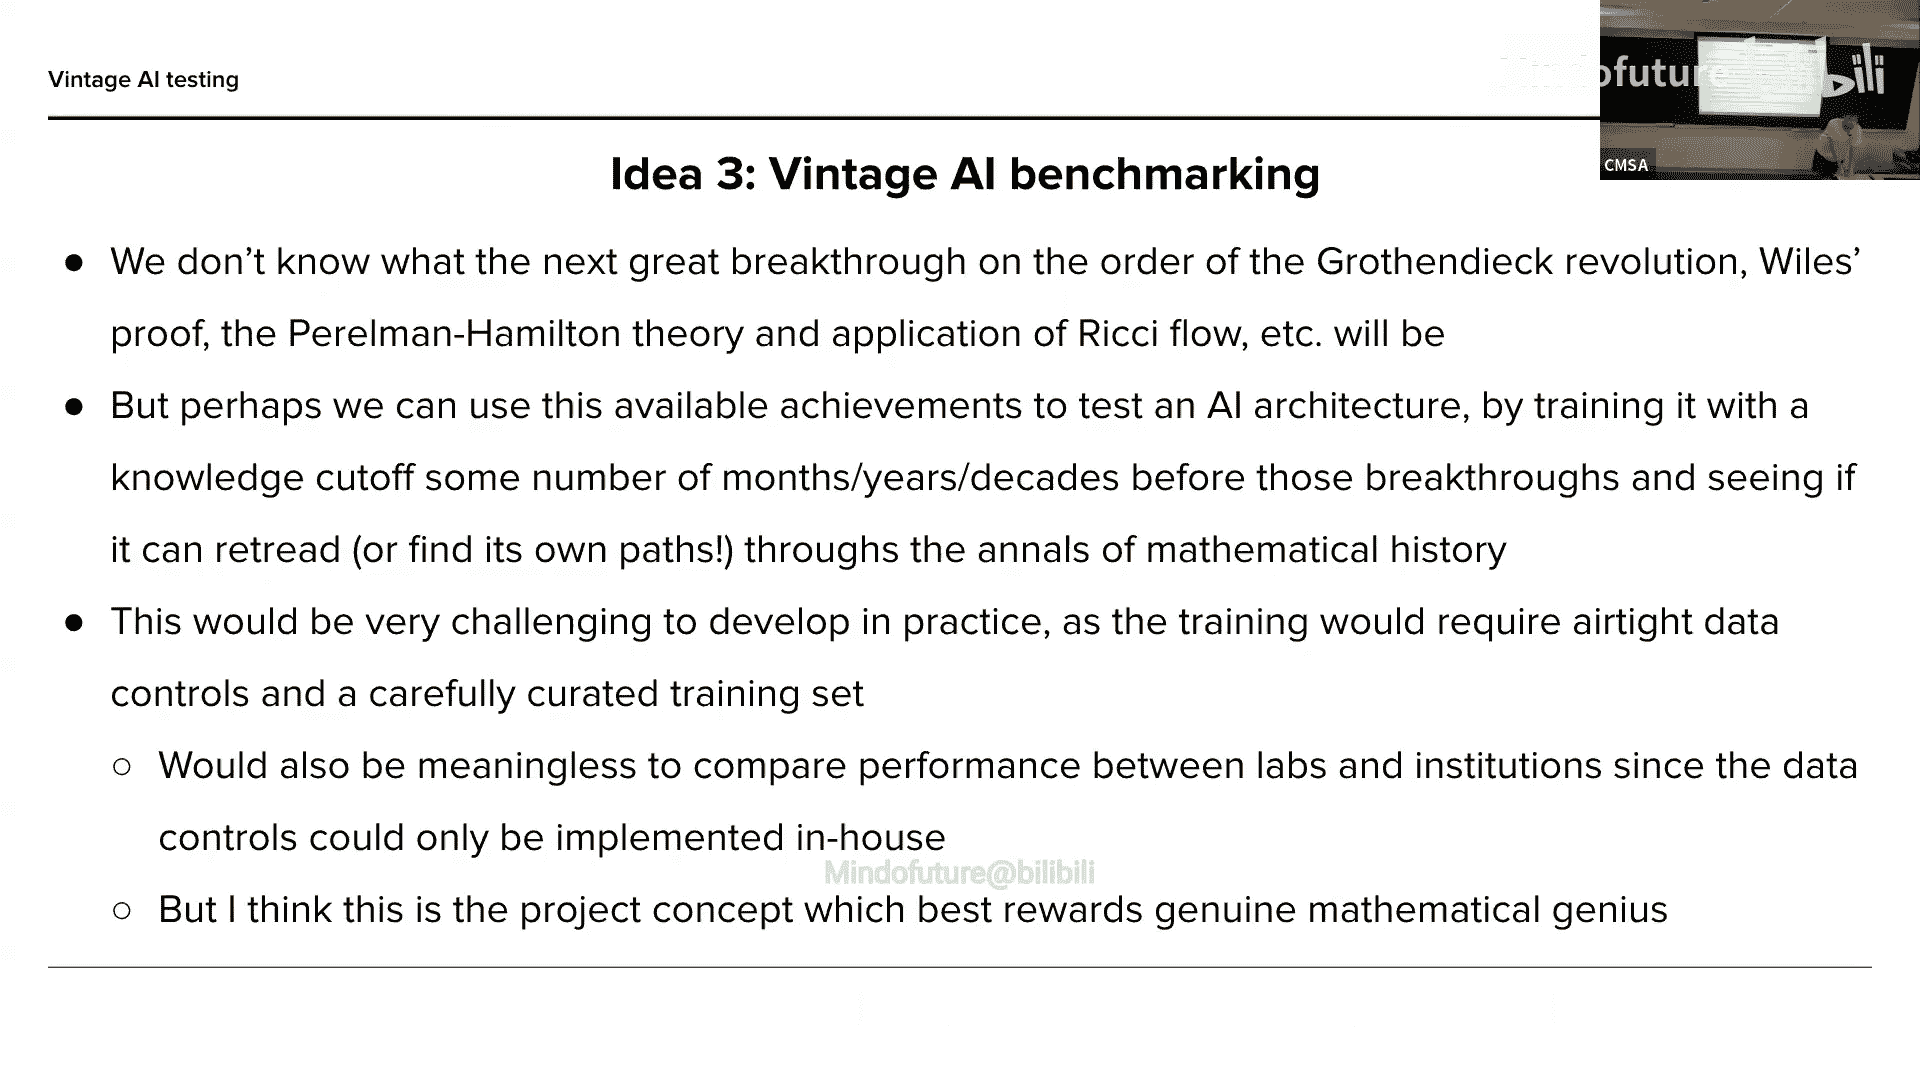 Vintage AI testing
ofuture
bili
CMSA
Idea 3: Vintage AI benchmarking
● We don’t know what the next great breakthrough on the order of the Grothendieck revolution, Wiles’
proof, the Perelman-Hamilton theory and application of Ricci flow, etc. will be
● But perhaps we can use this available achievements to test an AI architecture, by training it with a
knowledge cutoff some number of months/years/decades before those breakthroughs and seeing if
it can retread (or find its own paths!) throughs the annals of mathematical history
● This would be very challenging to develop in practice, as the training would require airtight data
controls and a carefully curated training set
○ Would also be meaningless to compare performance between labs and institutions since the data
controls could only be implemented in-house
Mindofuture@bilibili
○ But I think this is the project concept which best rewards genuine mathematical genius